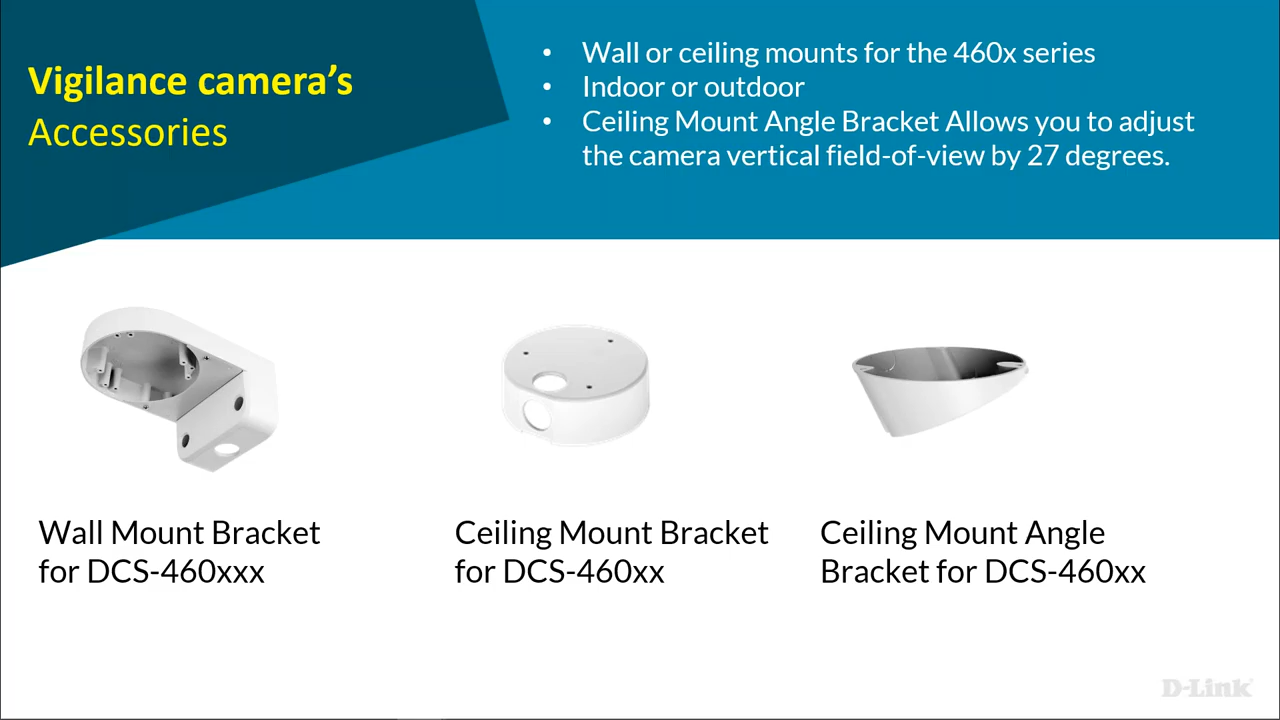 Vigilance camera’s
Accessories
• Wall or ceiling mounts for the 460x series
• Indoor or outdoor
• Ceiling Mount Angle Bracket Allows you to adjust
the camera vertical field-of-view by 27 degrees.
Wall Mount Bracket
for DCS-460xxx
Ceiling Mount Bracket
for DCS-460xx
Ceiling Mount Angle
Bracket for DCS-460xx
D-Link